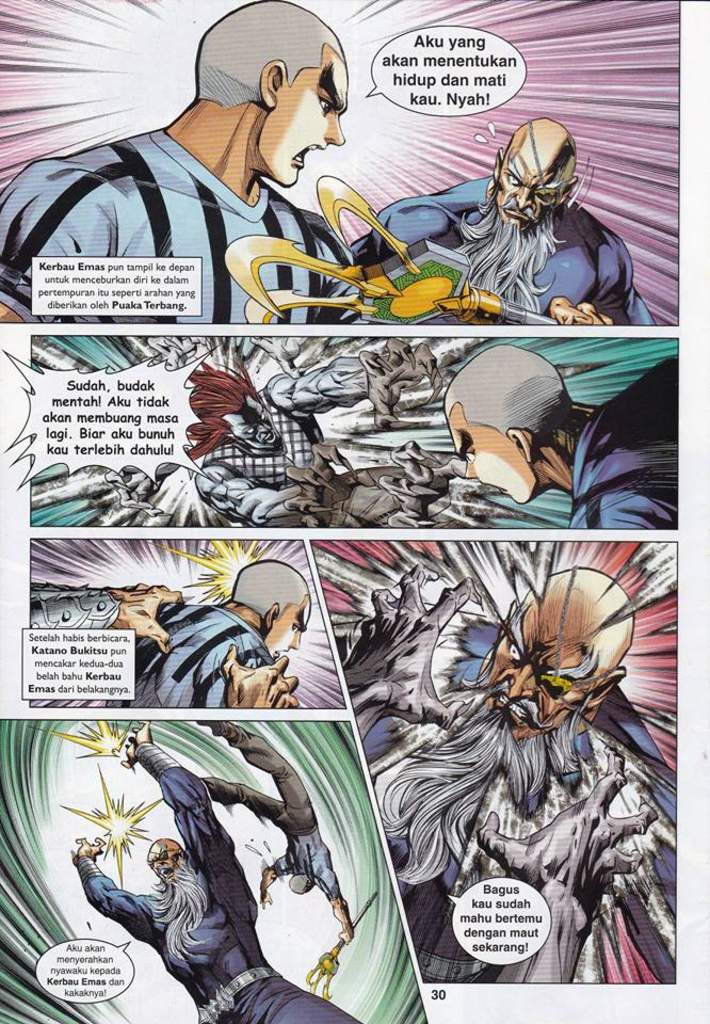 Aku yang
akan menentukan
hidup dan mati
kau. Nyah!
Kerbau Emas pun tampil ke depan
untuk menceburkan diri ke dalam
pertempuran itu seperti arahan yang
diberikan oleh Puaka Terbang.
Sudah, budak
mentah! Aku tidak
akan membuang masa
lagi. Biar aku bunuh
kau terlebih dahulu!
Setelah habis berbicara,
Katano Bukitsu pun
mencakar kedua-dua
belah bahu Kerbau
Emas dari belakangnya.
Bagus
kau sudah
mahu bertemu
dengan maut
sekarang!
Aku akan
menyerahkan
nyawaku kepada
Kerbau Emas dan
kakaknya!
30